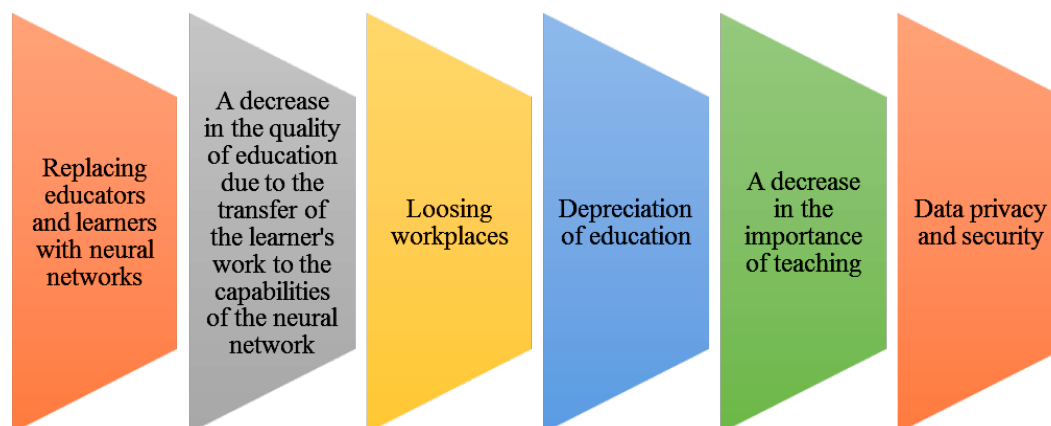 Replacing
educators
and learners
with neural
networks
A decrease
in the quality
of education
due to the
transfer of
the learner's
work to the
capabilities
of the neural
network
Loosing
workplaces
Depreciation
of education
A decrease
in the
importance
of teaching
Data privacy
and security